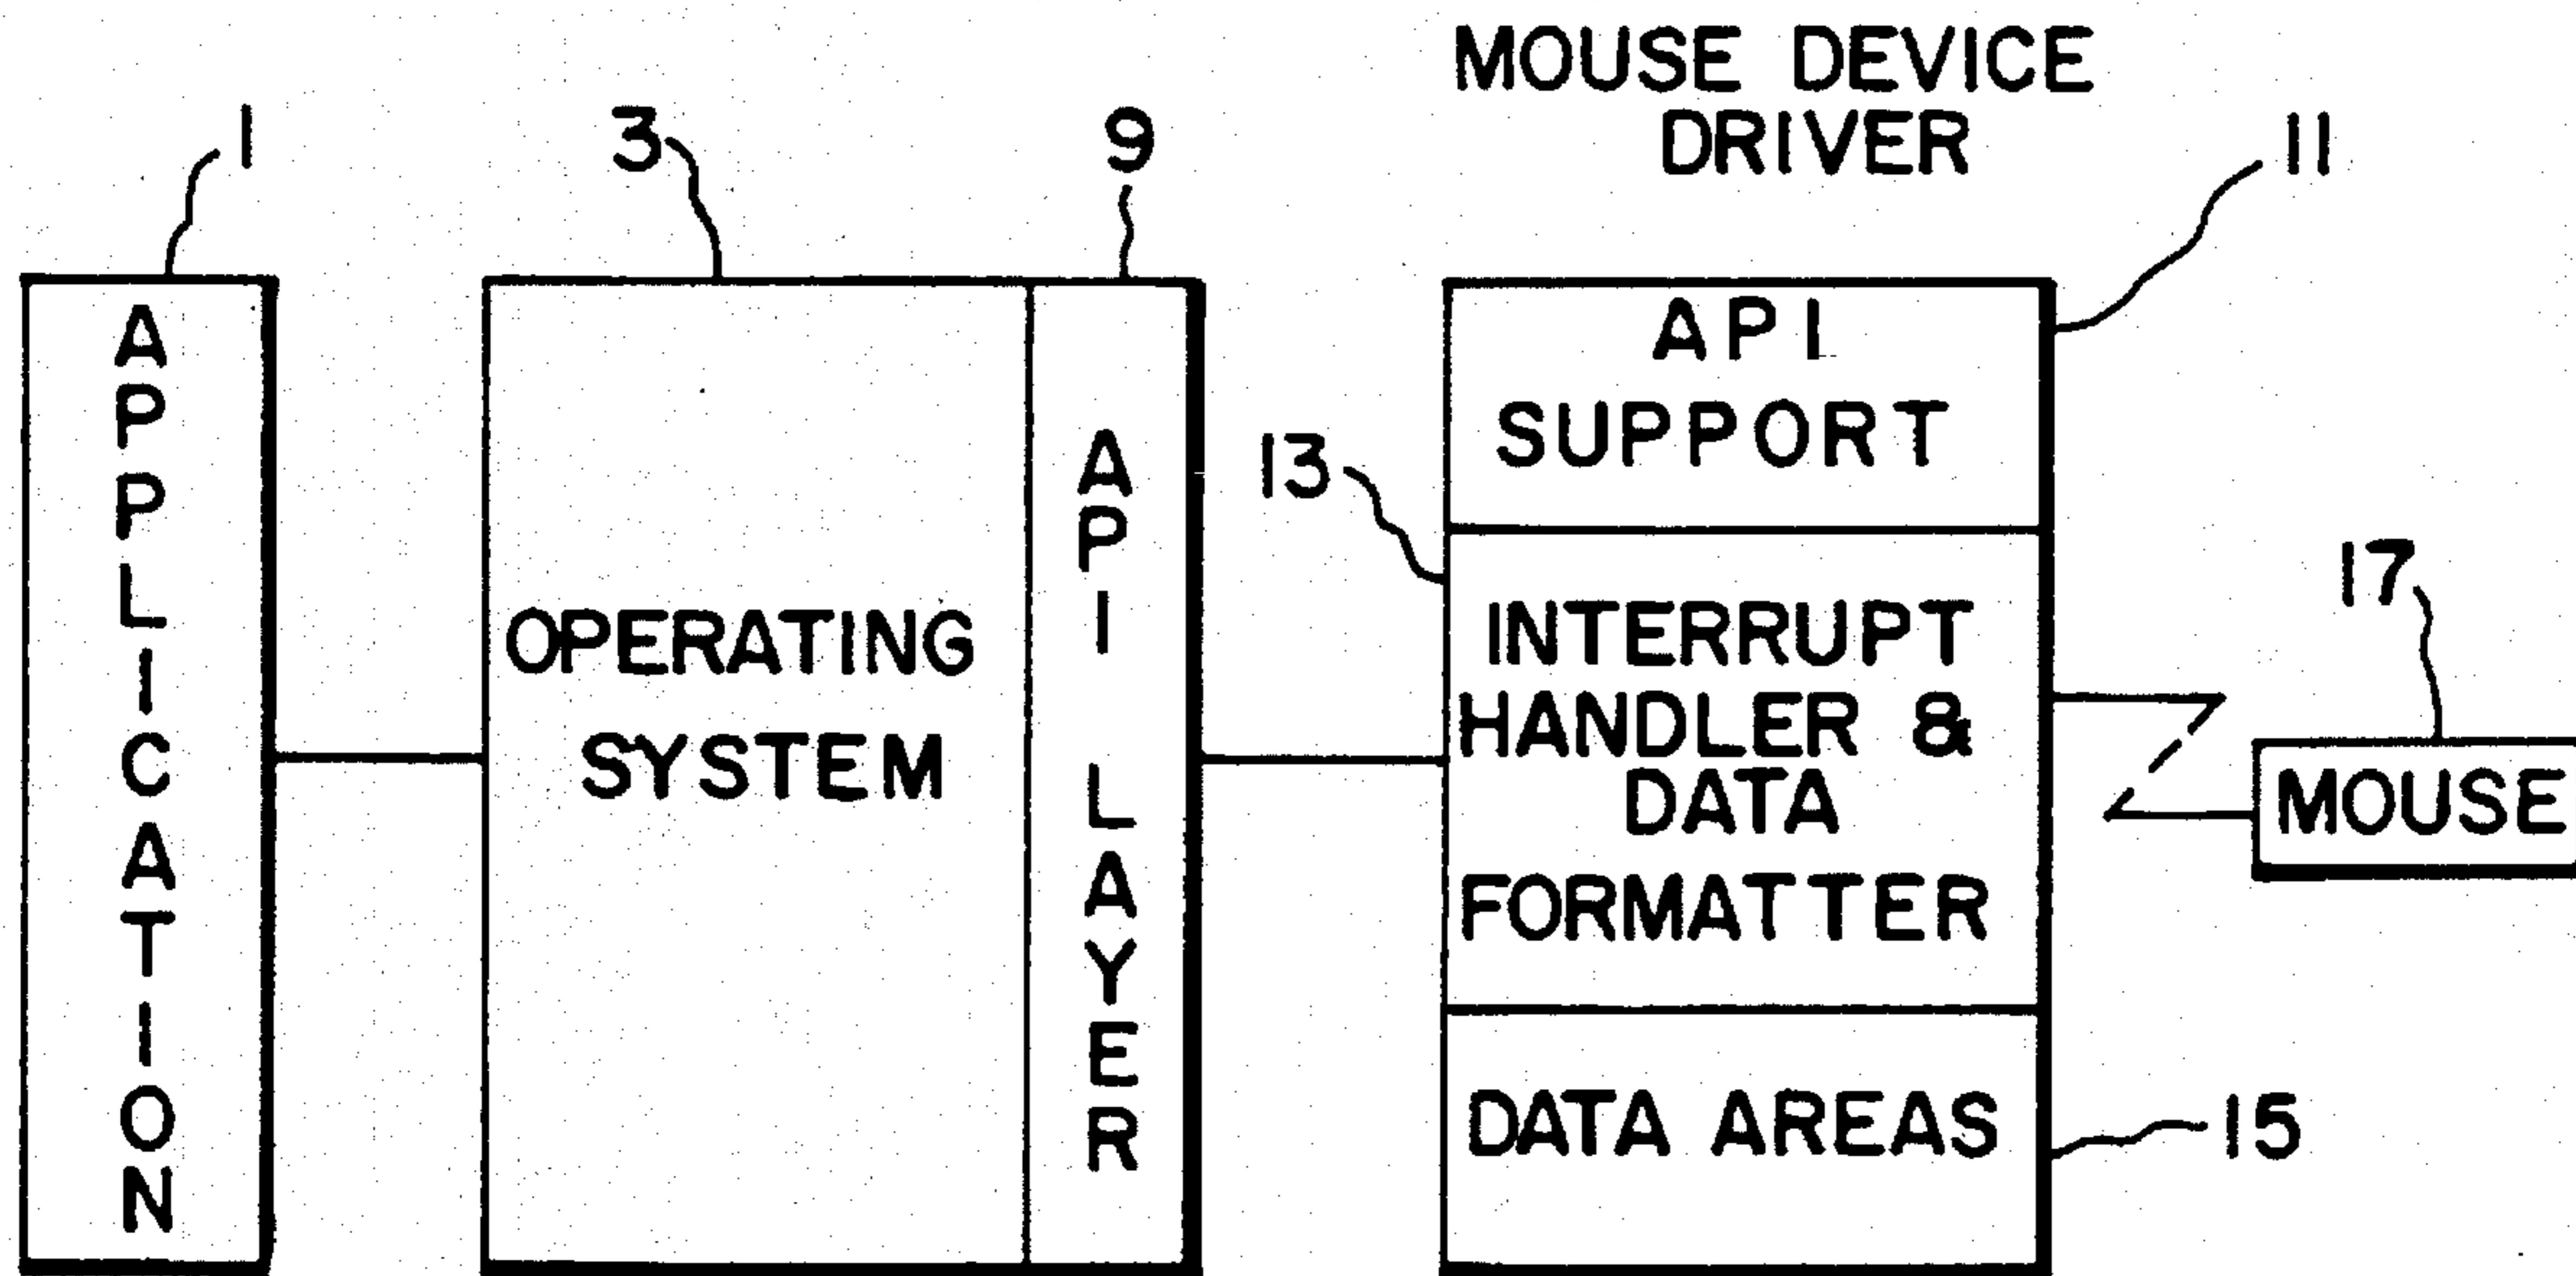 MOUSE DEVICE
DRIVER
1
3
9
11
APPLICATION
OPERATING
SYSTEM
API LAYER
API
SUPPORT
13
INTERRUPT
HANDLER &
DATA
FORMATTER
17
MOUSE
DATA AREAS
15